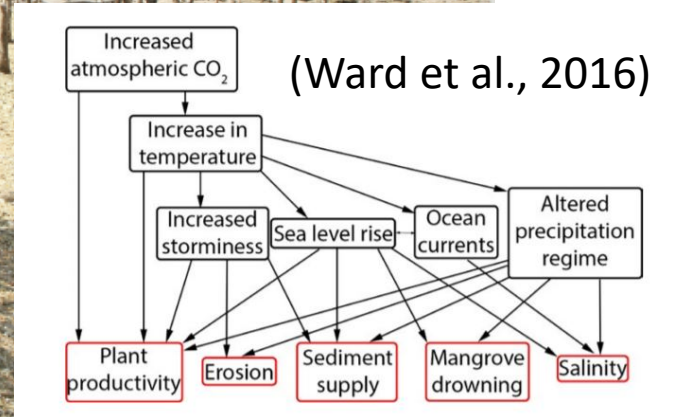 Increased
atmospheric CO₂
(Ward et al., 2016)
Increase in
temperature
Increased
storminess
Sea level rise
Ocean
currents
Altered
precipitation
regime
Plant
productivity
Erosion
Sediment
supply
Mangrove
drowning
Salinity